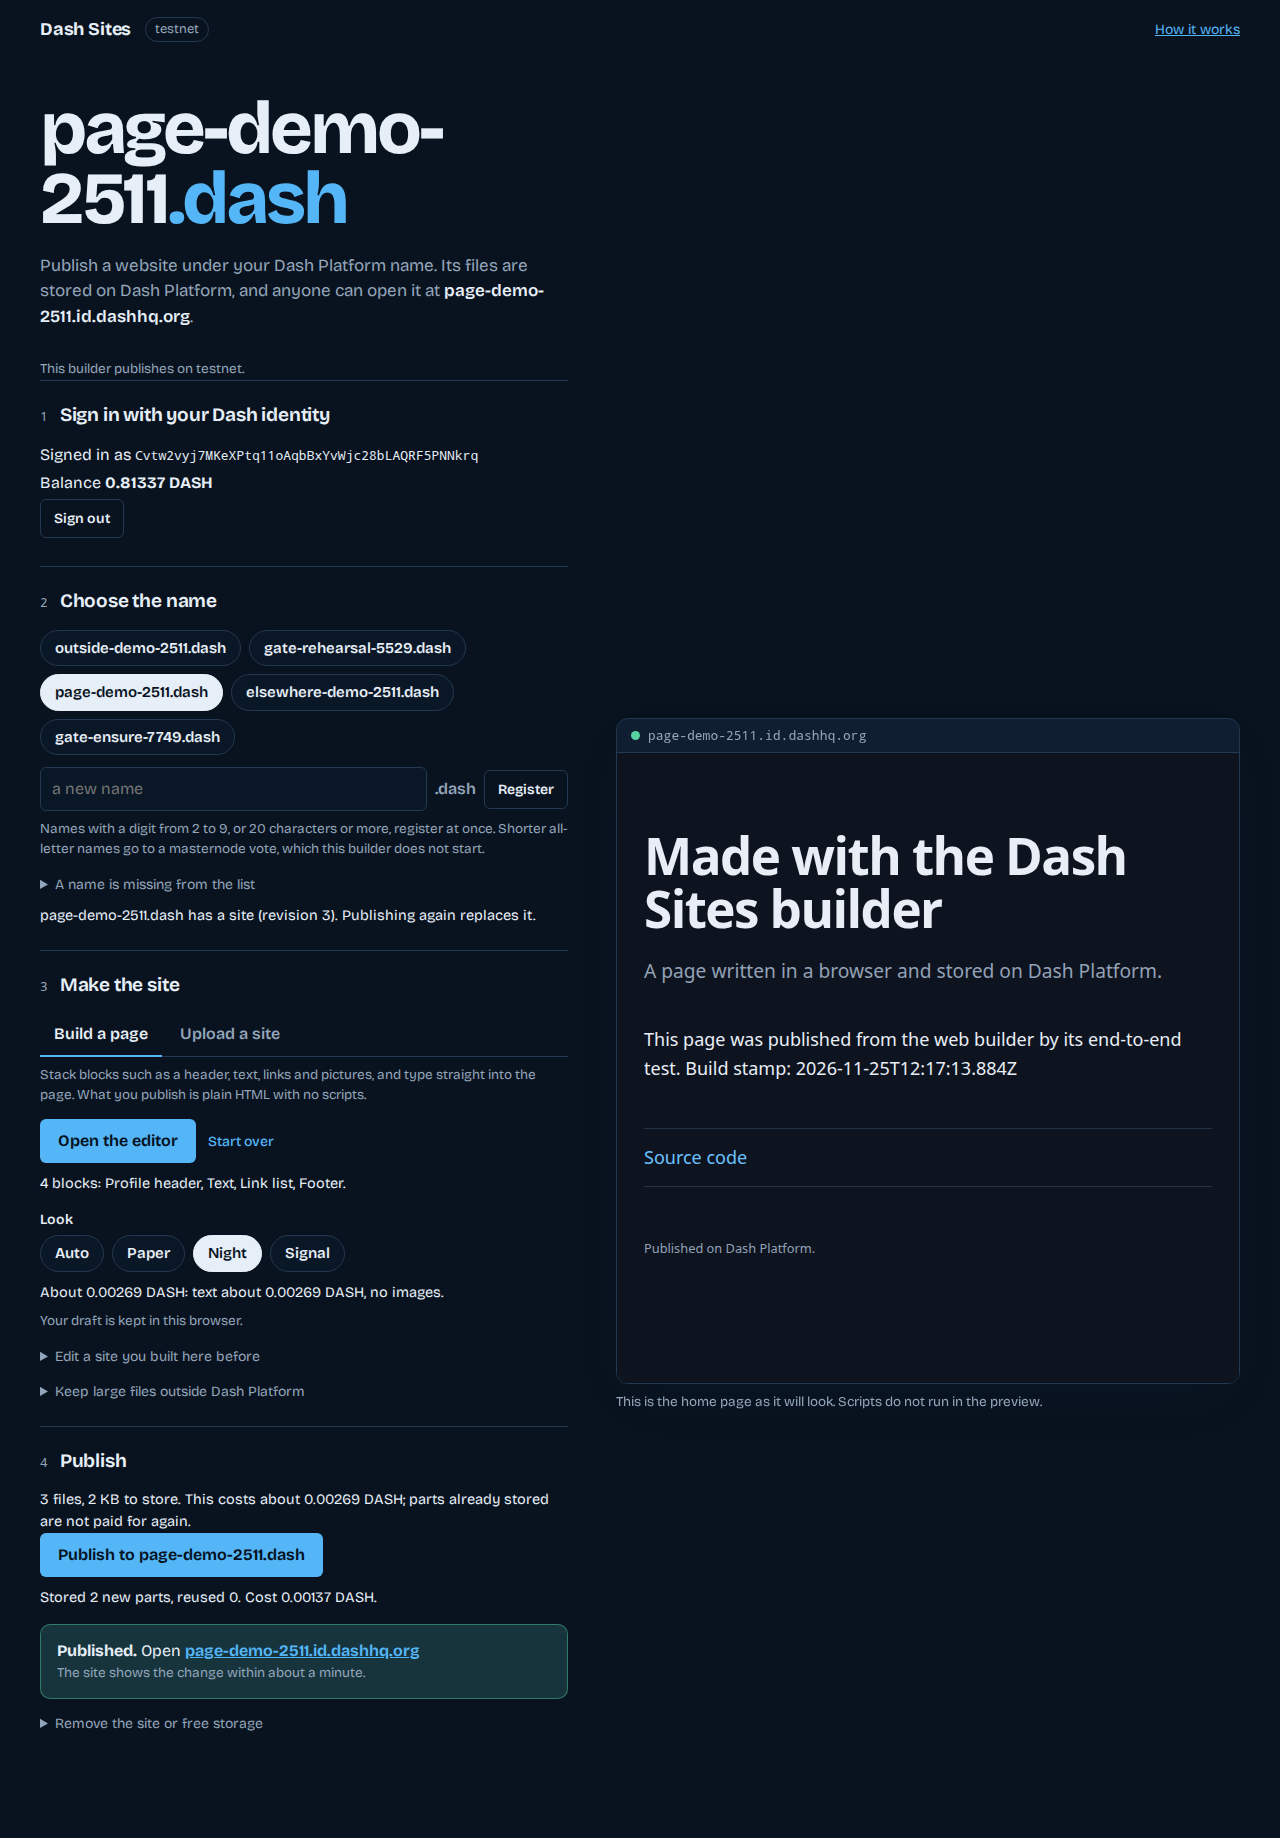 Dash Sites
testnet
How it works
page-demo-
2511.dash
Publish a website under your Dash Platform name. Its files are
stored on Dash Platform, and anyone can open it at page-demo-
2511.id.dashhq.org.
This builder publishes on testnet.
1 Sign in with your Dash identity
Signed in as Cvtw2vyj7MKeXPtq11oAqbBxYvWjc28bLAQRF5PNNkrq
Balance 0.81337 DASH
Sign out
2 Choose the name
outside-demo-2511.dash
gate-rehearsal-5529.dash
page-demo-2511.dash
elsewhere-demo-2511.dash
gate-ensure-7749.dash
a new name
.dash
Register
Names with a digit from 2 to 9, or 20 characters or more, register at once. Shorter all-
letter names go to a masternode vote, which this builder does not start.
A name is missing from the list
page-demo-2511.dash has a site (revision 3). Publishing again replaces it.
3 Make the site
Build a page
Upload a site
Stack blocks such as a header, text, links and pictures, and type straight into the
page. What you publish is plain HTML with no scripts.
Open the editor
Start over
4 blocks: Profile header, Text, Link list, Footer.
Look
Auto
Paper
Night
Signal
About 0.00269 DASH: text about 0.00269 DASH, no images.
Your draft is kept in this browser.
Edit a site you built here before
Keep large files outside Dash Platform
4 Publish
3 files, 2 KB to store. This costs about 0.00269 DASH; parts already stored
are not paid for again.
Publish to page-demo-2511.dash
Stored 2 new parts, reused 0. Cost 0.00137 DASH.
Published. Open page-demo-2511.id.dashhq.org
The site shows the change within about a minute.
Remove the site or free storage
page-demo-2511.id.dashhq.org
Made with the Dash
Sites builder
A page written in a browser and stored on Dash Platform.
This page was published from the web builder by its end-to-end
test. Build stamp: 2026-11-25T12:17:13.884Z
Source code
Published on Dash Platform.
This is the home page as it will look. Scripts do not run in the preview.